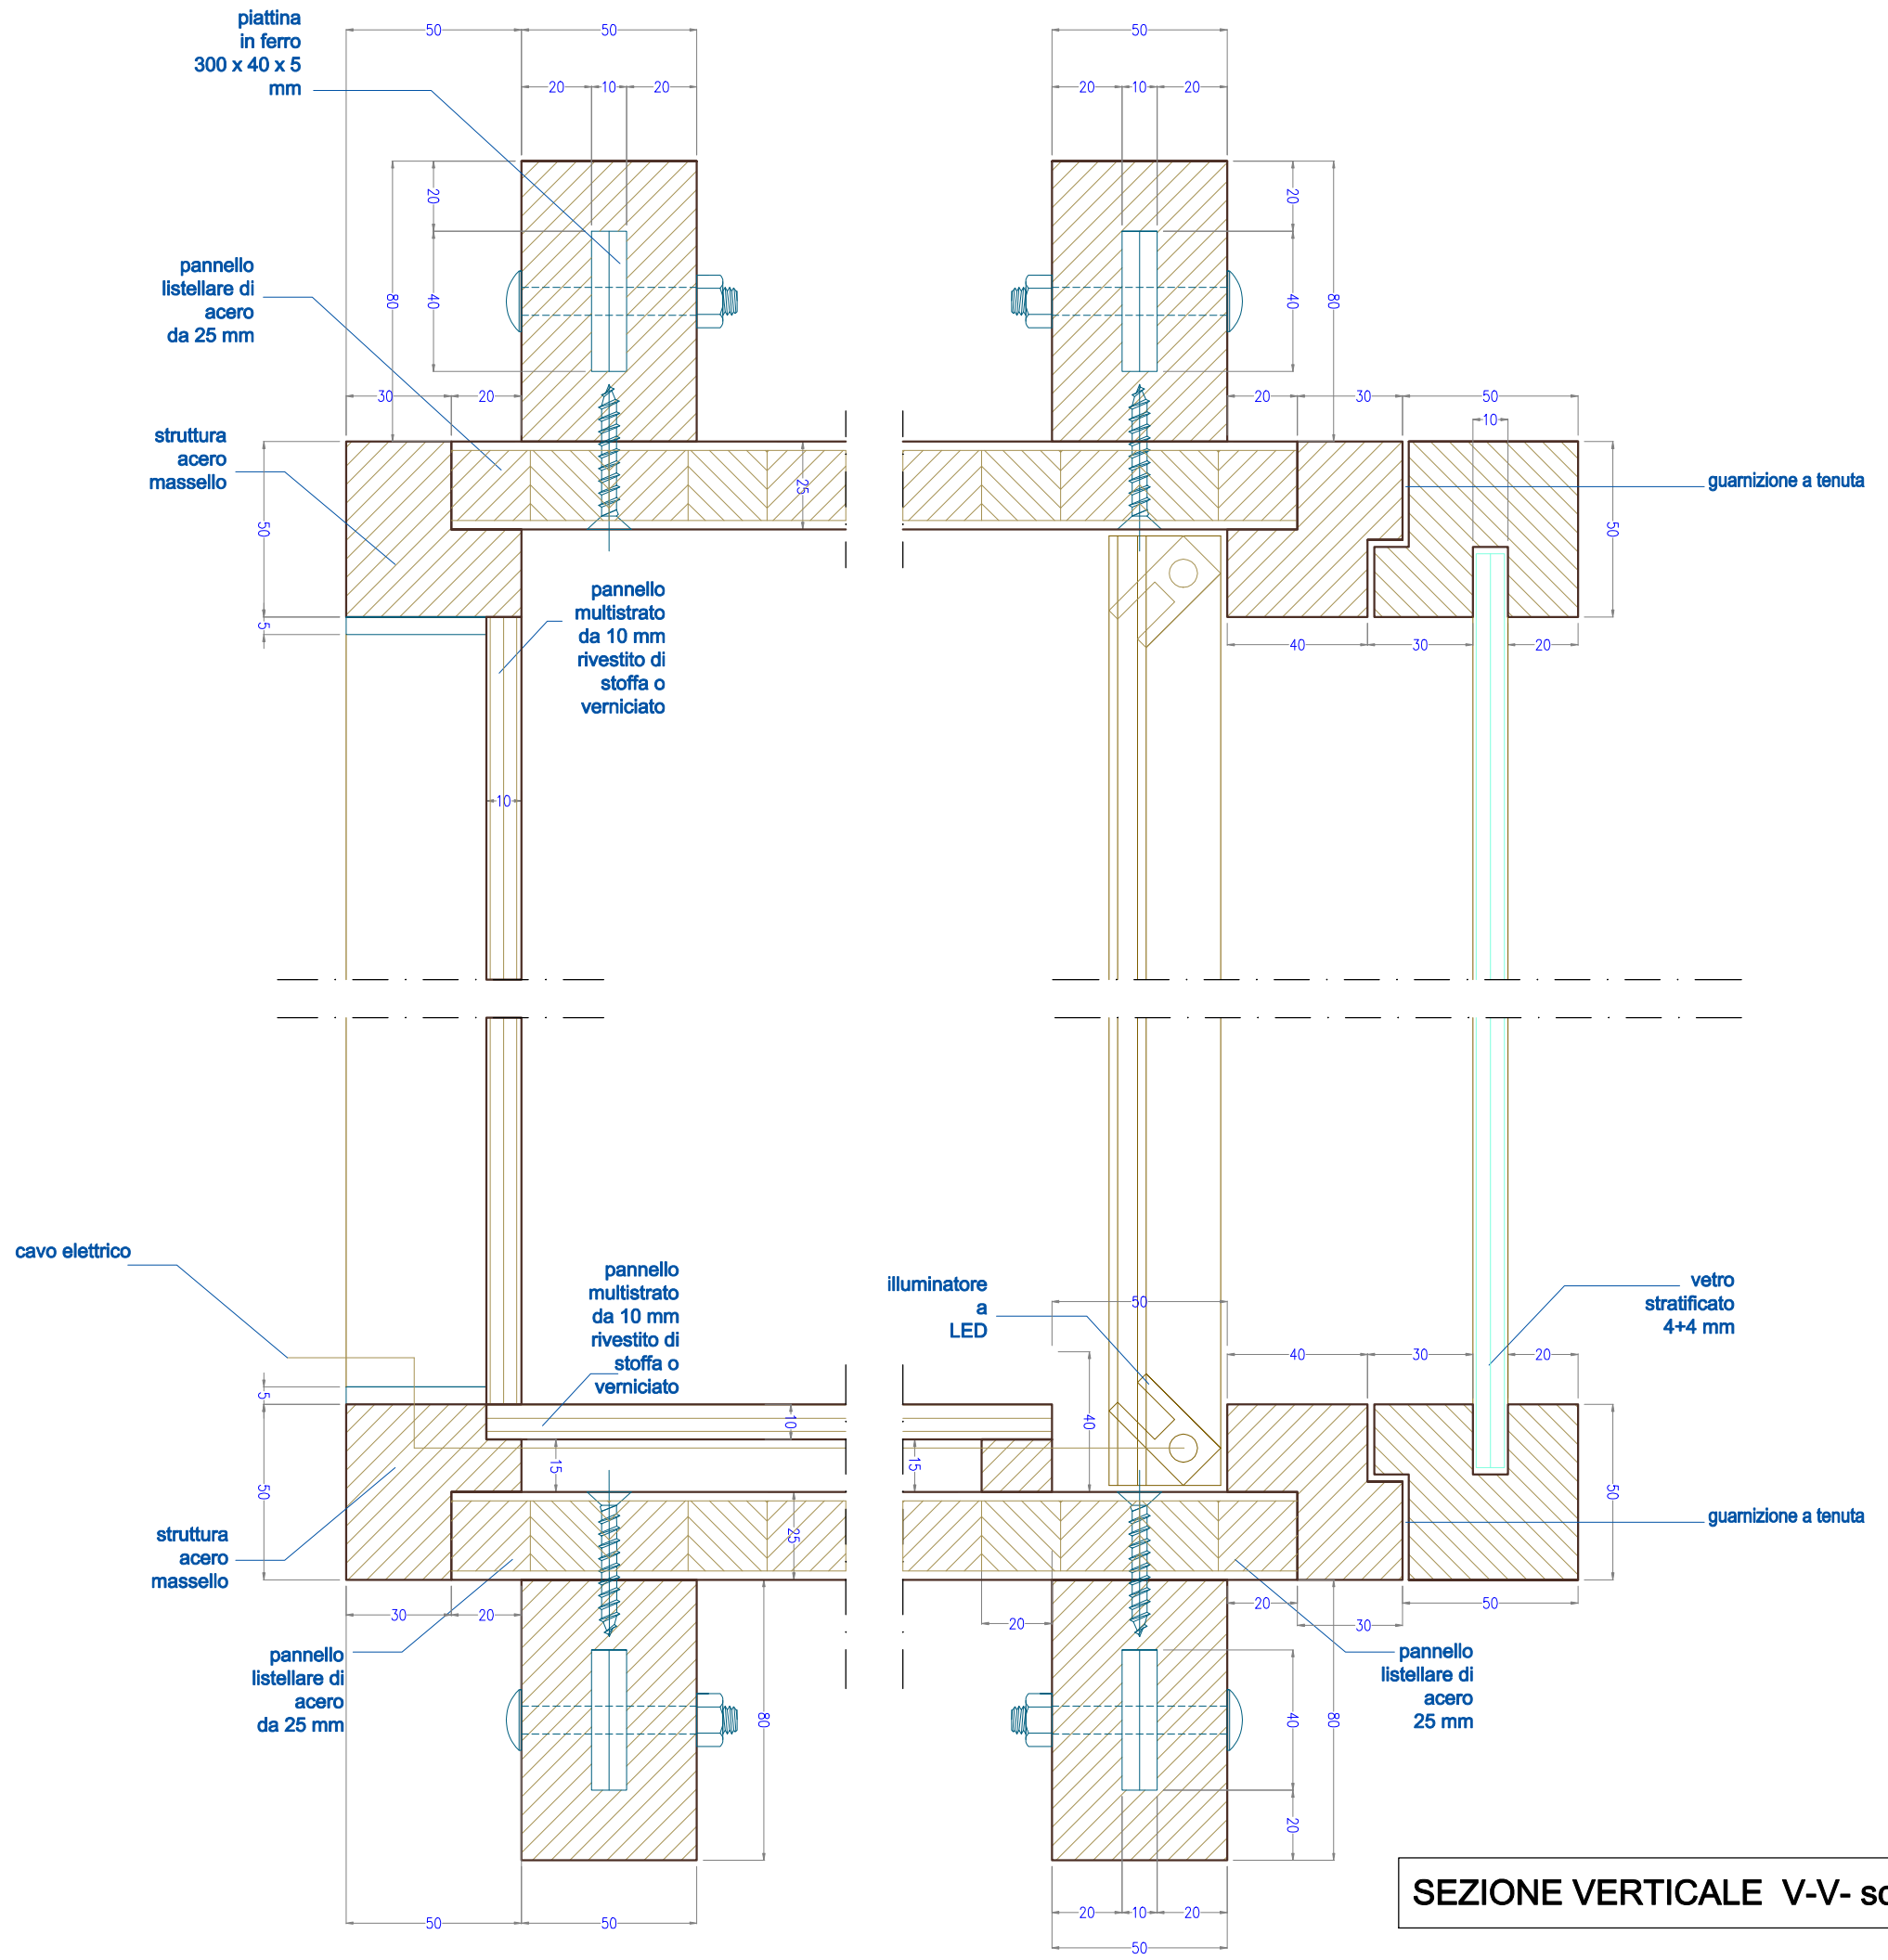 piattina
in ferro
300 x 40 x 5
mm
50
50
50
20
10
20
20
10
20
pannello
listellare di
acero
da 25 mm
20
80
40
20
40
80
30
20
20
30
50
10
struttura
acero
massello
25
guarnizione a tenuta
50
50
5
pannello
multistrato
da 10 mm
rivestito di
stoffa o
verniciato
40
30
20
10
cavo elettrico
pannello
multistrato
da 10 mm
rivestito di
stoffa o
verniciato
illuminatore
a
LED
50
vetro
stratificato
4+4 mm
40
30
20
5
10
40
15
15
50
25
50
struttura
acero
massello
guarnizione a tenuta
30
20
20
20
30
50
pannello
listellare di
acero
da 25 mm
pannello
listellare di
acero
25 mm
80
40
80
20
50
50
20
10
20
50
SEZIONE VERTICALE V-V- sc